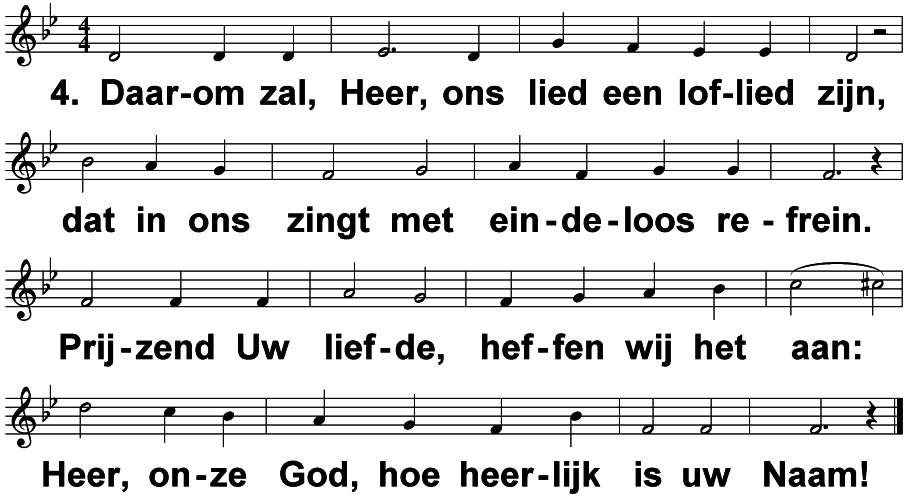 4. Daar-om zal, Heer, ons lied een lof-lied zijn,
dat in ons zingt met ein-de-loos re-frein.
Prij-zend Uw lief-de, hef-fen wij het aan:
Heer, on-ze God, hoe heer-lijk is uw Naam!